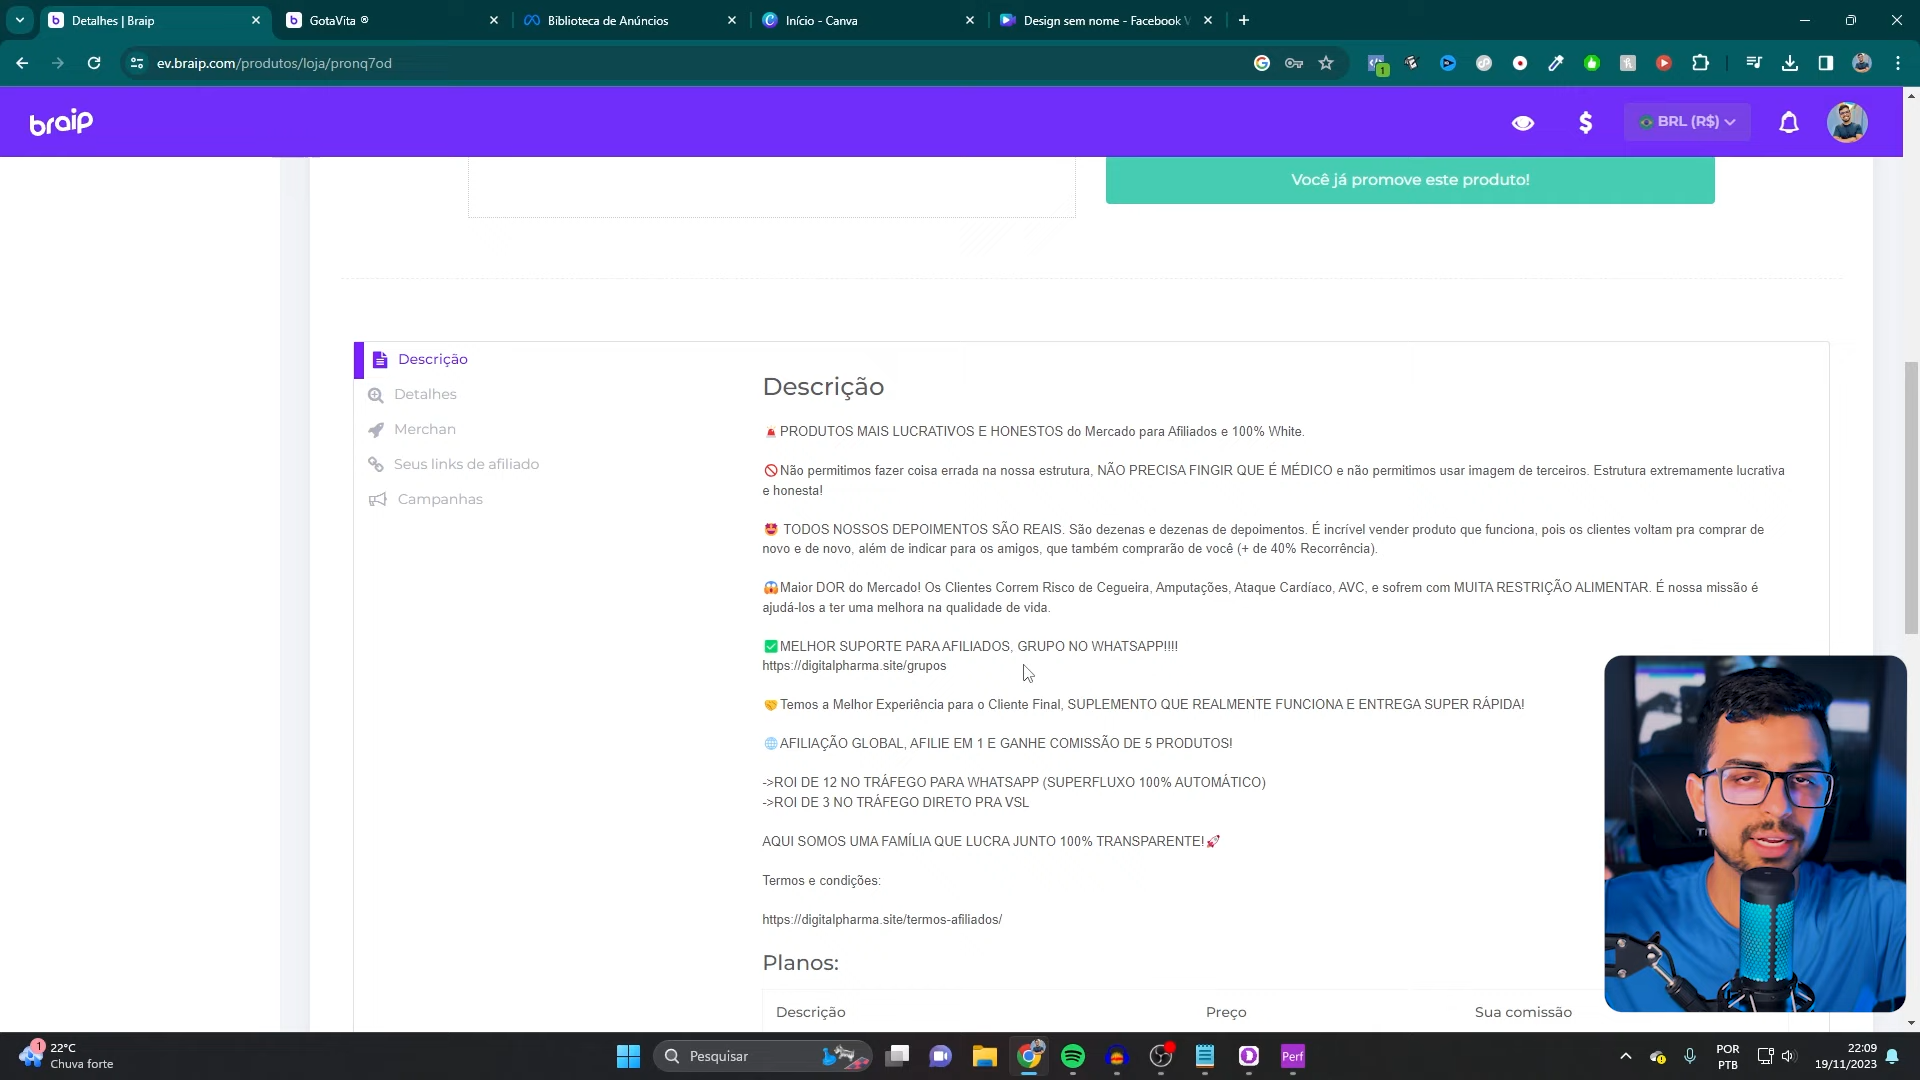 Detalhes | Braip
GotaVita ®
Biblioteca de Anúncios
Início - Canva
Design sem nome - Facebook V
ev.braip.com/produtos/loja/pronq7od
1
braip
BRL (R$)
Você já promove este produto!
Descrição
Detalhes
Merchan
Seus links de afiliado
Campanhas
Descrição
🚨PRODUTOS MAIS LUCRATIVOS E HONESTOS do Mercado para Afiliados e 100% White.
🚫Não permitimos fazer coisa errada na nossa estrutura, NÃO PRECISA FINGIR QUE É MÉDICO e não permitimos usar imagem de terceiros. Estrutura extremamente lucrativa
e honesta!
🤩 TODOS NOSSOS DEPOIMENTOS SÃO REAIS. São dezenas e dezenas de depoimentos. É incrível vender produto que funciona, pois os clientes voltam pra comprar de
novo e de novo, além de indicar para os amigos, que também comprarão de você (+ de 40% Recorrência).
😱Maior DOR do Mercado! Os Clientes Correm Risco de Cegueira, Amputações, Ataque Cardíaco, AVC, e sofrem com MUITA RESTRIÇÃO ALIMENTAR. É nossa missão é
ajudá-los a ter uma melhora na qualidade de vida.
✅MELHOR SUPORTE PARA AFILIADOS, GRUPO NO WHATSAPP!!!!
https://digitalpharma.site/grupos
🤝Temos a Melhor Experiência para o Cliente Final, SUPLEMENTO QUE REALMENTE FUNCIONA E ENTREGA SUPER RÁPIDA!
🌐AFILIAÇÃO GLOBAL, AFILIE EM 1 E GANHE COMISSÃO DE 5 PRODUTOS!
->ROI DE 12 NO TRÁFEGO PARA WHATSAPP (SUPERFLUXO 100% AUTOMÁTICO)
->ROI DE 3 NO TRÁFEGO DIRETO PRA VSL
AQUI SOMOS UMA FAMÍLIA QUE LUCRA JUNTO 100% TRANSPARENTE!🚀
Termos e condições:
https://digitalpharma.site/termos-afiliados/
Planos:
Descrição
Preço
Sua comissão
1
22°C
Chuva forte
Pesquisar
Perf
POR
PTB
22:09
19/11/2023